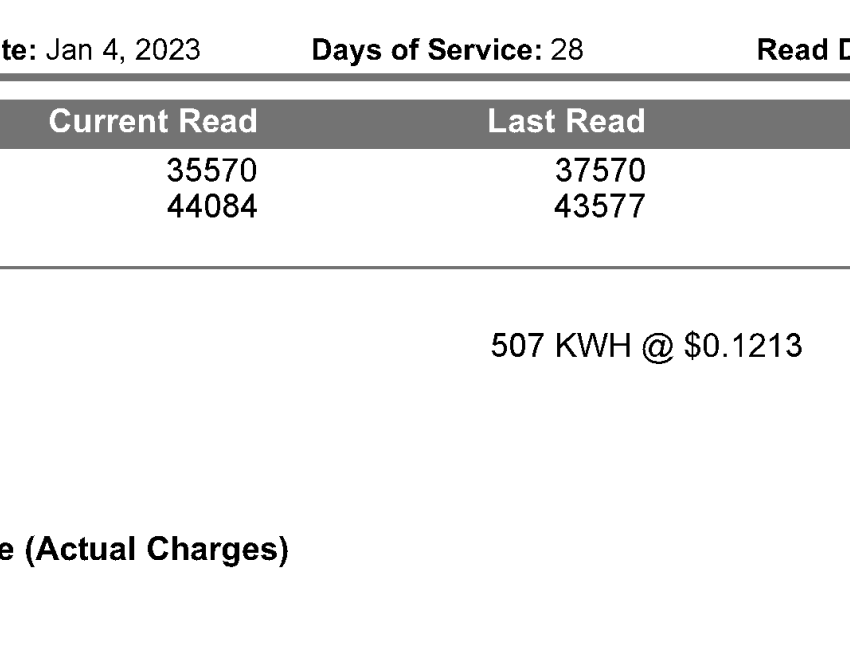 te: Jan 4, 2023 Days of Service: 28 Read D
Current Read Last Read
35570 37570
44084 43577
507 KWH @ $0.1213
e (Actual Charges)